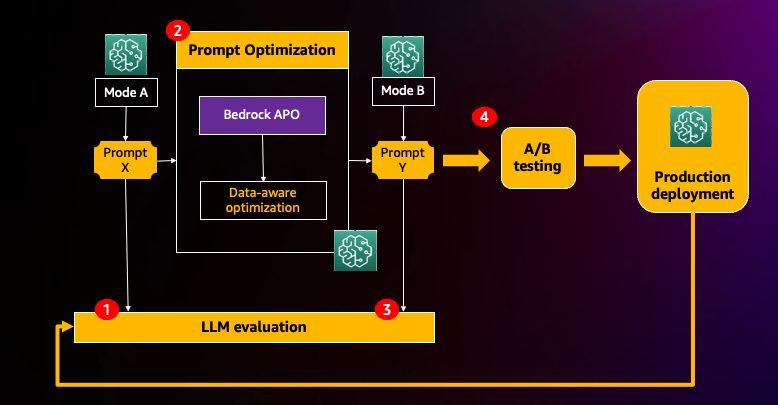 2
Prompt Optimization
Mode A
Mode B
Bedrock APO
4
Prompt
X
Prompt
Y
A/B
testing
Production
deployment
Data-aware
optimization
1
3
LLM evaluation